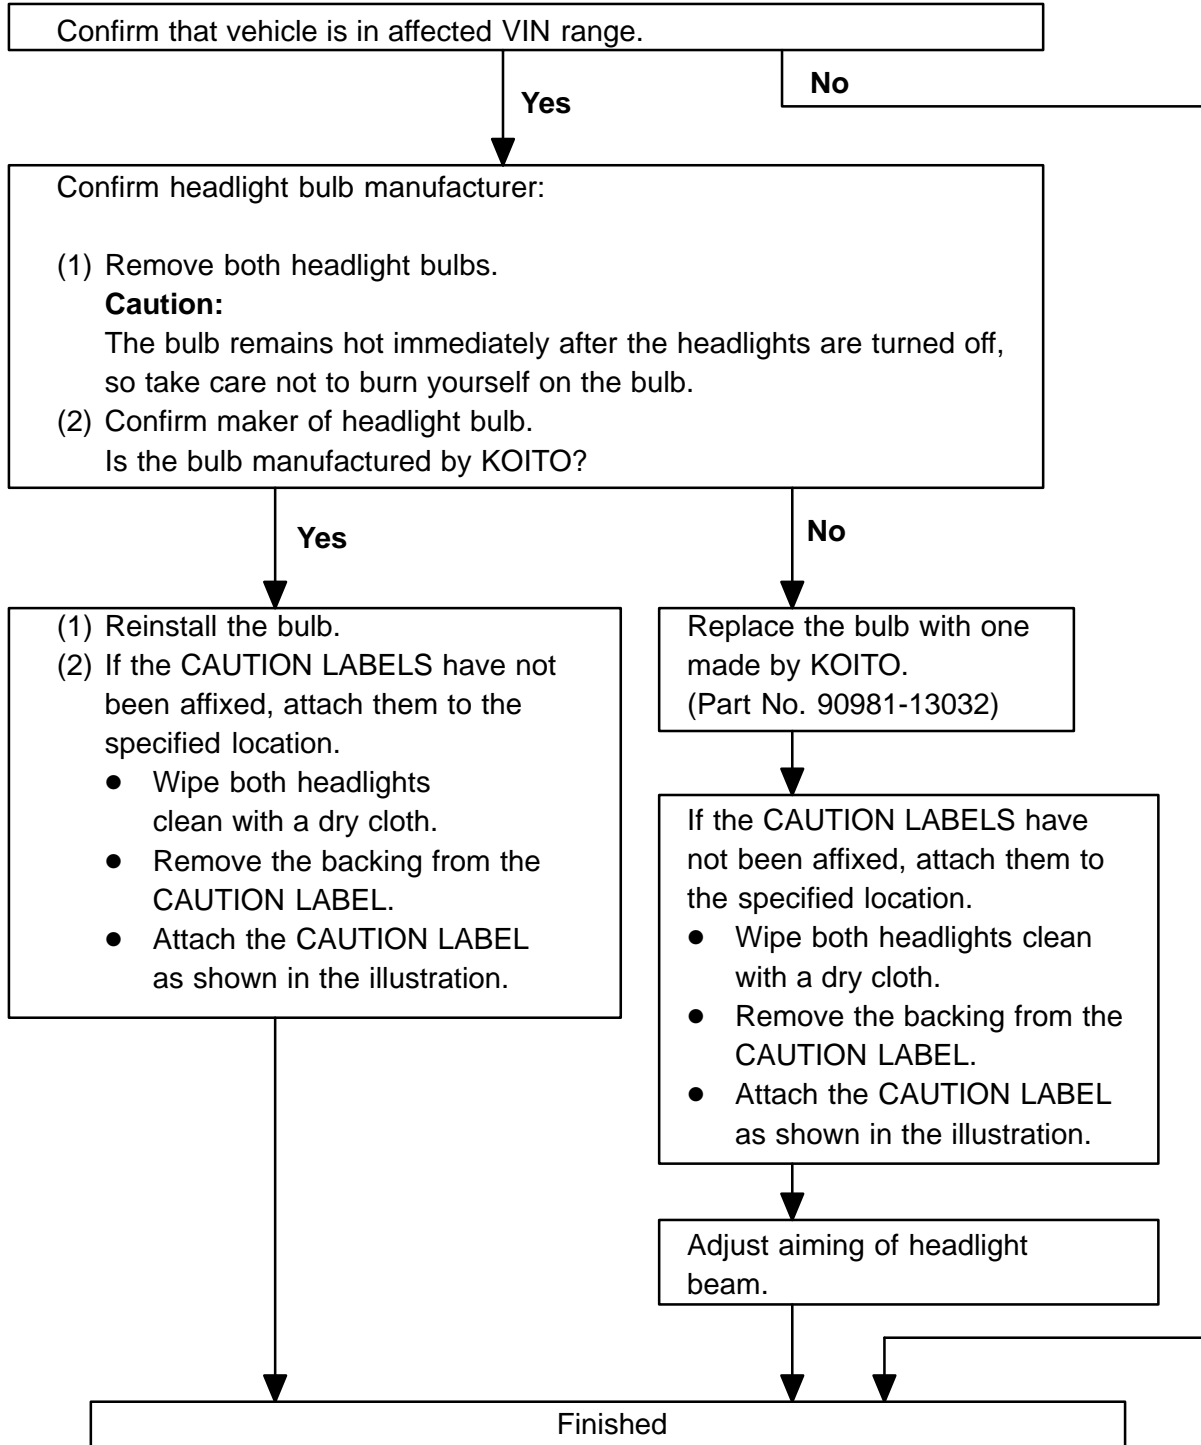 Confirm that vehicle is in affected VIN range.
No
Yes
Confirm headlight bulb manufacturer:
(1) Remove both headlight bulbs.
Caution:
The bulb remains hot immediately after the headlights are turned off,
so take care not to burn yourself on the bulb.
(2) Confirm maker of headlight bulb.
Is the bulb manufactured by KOITO?
Yes
No
(1) Reinstall the bulb.
(2) If the CAUTION LABELS have not
been affixed, attach them to the
specified location.
● Wipe both headlights
clean with a dry cloth.
● Remove the backing from the
CAUTION LABEL.
● Attach the CAUTION LABEL
as shown in the illustration.
Replace the bulb with one
made by KOITO.
(Part No. 90981-13032)
If the CAUTION LABELS have
not been affixed, attach them to
the specified location.
● Wipe both headlights clean
with a dry cloth.
● Remove the backing from the
CAUTION LABEL.
● Attach the CAUTION LABEL
as shown in the illustration.
Adjust aiming of headlight
beam.
Finished